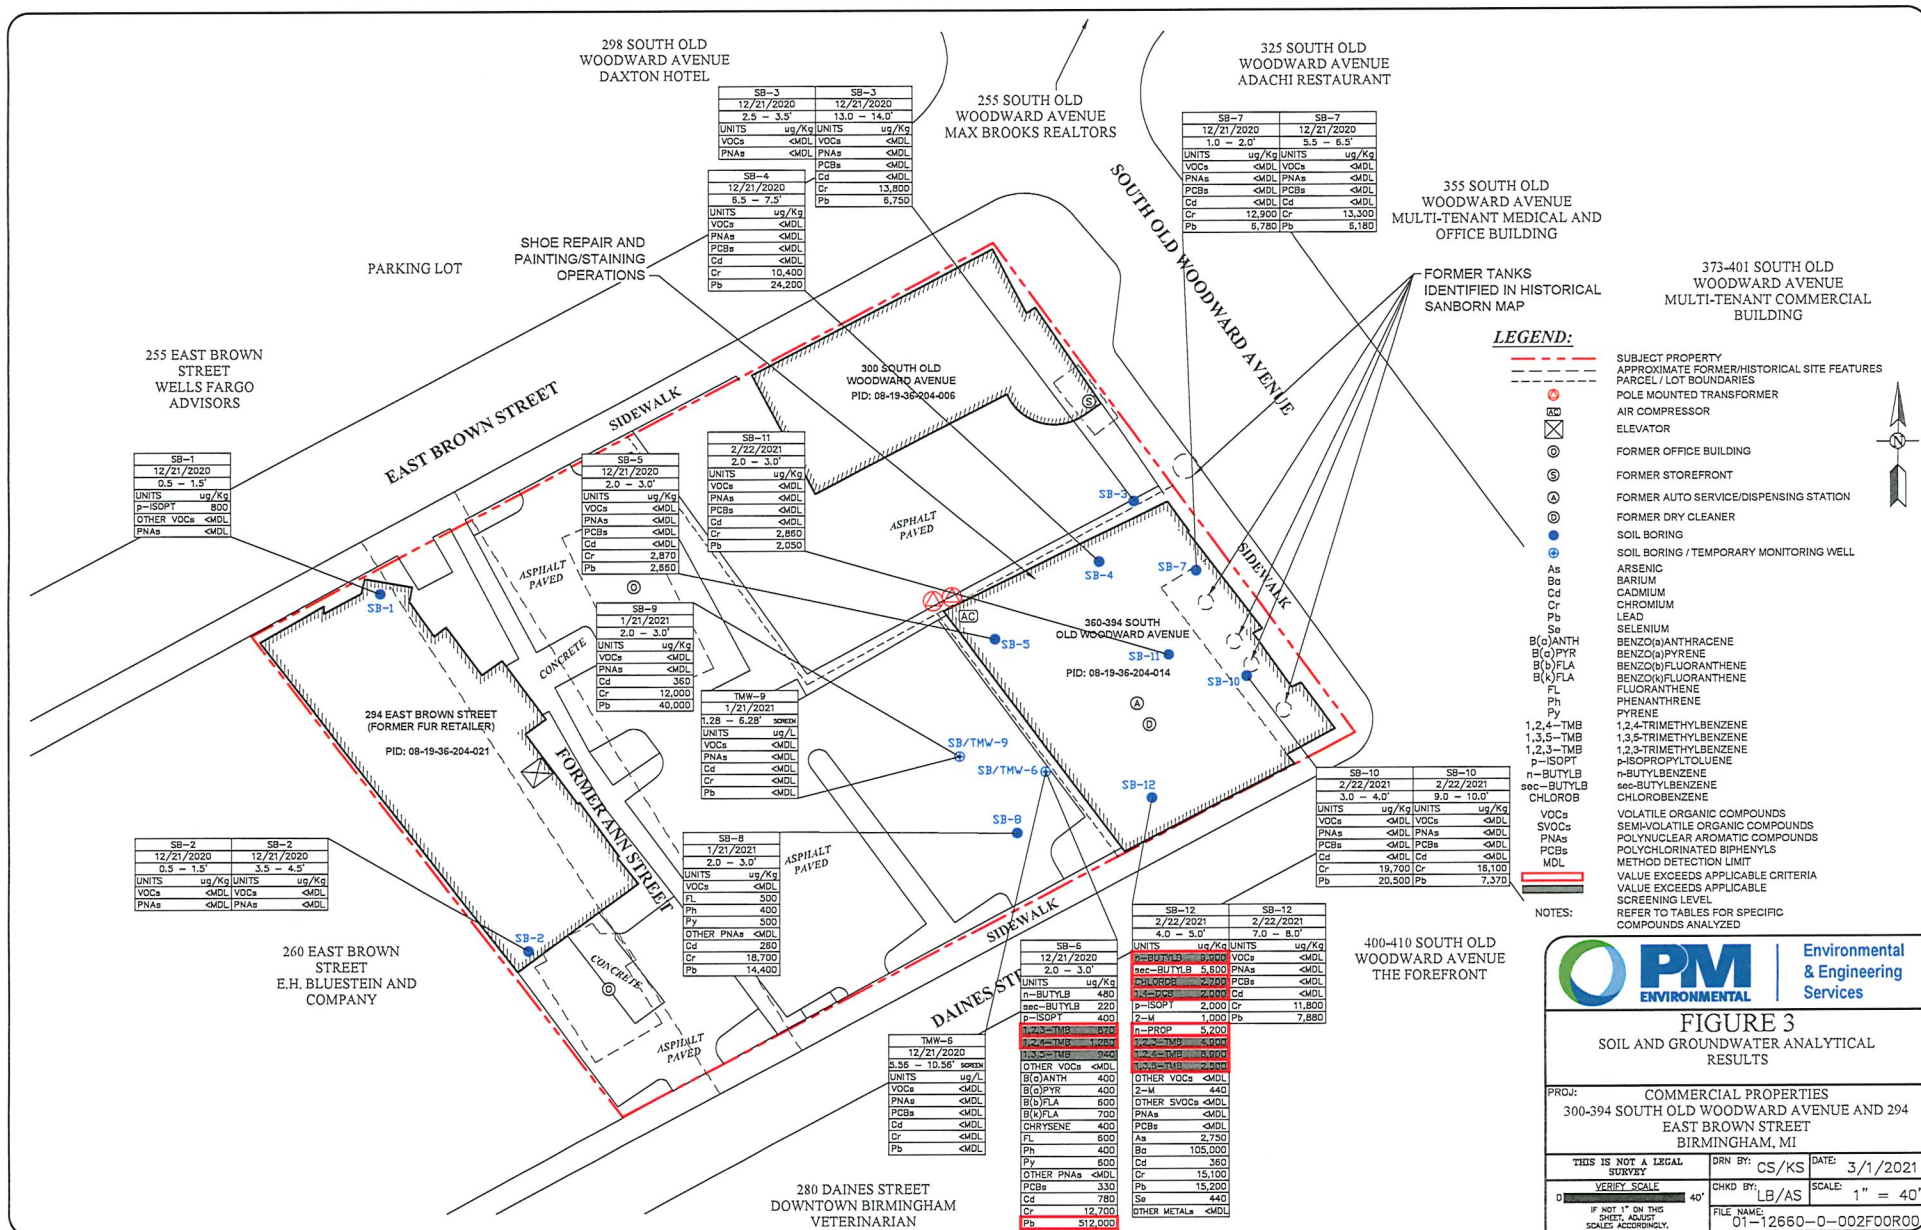 298 SOUTH OLD
WOODWARD AVENUE
DAXTON HOTEL
325 SOUTH OLD
WOODWARD AVENUE
ADACHI RESTAURANT
255 SOUTH OLD
WOODWARD AVENUE
MAX BROOKS REALTORS
355 SOUTH OLD
WOODWARD AVENUE
MULTI-TENANT MEDICAL AND
OFFICE BUILDING
373-401 SOUTH OLD
WOODWARD AVENUE
MULTI-TENANT COMMERCIAL
BUILDING
SB-3 SB-3
12/21/2020 12/21/2020
2.5 - 3.5' 13.0 - 14.0'
UNITS ug/Kg UNITS ug/Kg
VOCs <MDL VOCs <MDL
PNAs <MDL PNAs <MDL
PCBs <MDL
Cd <MDL
Cr 13,800
Pb 6,750
SB-4
12/21/2020
6.5 - 7.5'
UNITS ug/Kg
VOCs <MDL
PNAs <MDL
PCBs <MDL
Cd <MDL
Cr 10,400
Pb 24,200
SB-7 SB-7
12/21/2020 12/21/2020
1.0 - 2.0' 5.5 - 6.5'
UNITS ug/Kg UNITS ug/Kg
VOCs <MDL VOCs <MDL
PNAs <MDL PNAs <MDL
PCBs <MDL PCBs <MDL
Cd <MDL Cd <MDL
Cr 12,900 Cr 13,300
Pb 6,780 Pb 6,180
SHOE REPAIR AND
PAINTING/STAINING
OPERATIONS
PARKING LOT
FORMER TANKS
IDENTIFIED IN HISTORICAL
SANBORN MAP
SOUTH OLD WOODWARD AVENUE
255 EAST BROWN
STREET
WELLS FARGO
ADVISORS
EAST BROWN STREET
SIDEWALK
300 SOUTH OLD
WOODWARD AVENUE
PID: 08-19-36-204-006
S
SB-1
12/21/2020
0.5 - 1.5'
UNITS ug/Kg
p-ISOPT 800
OTHER VOCs <MDL
PNAs <MDL
SB-5
12/21/2020
2.0 - 3.0'
UNITS ug/Kg
VOCs <MDL
PNAs <MDL
PCBs <MDL
Cd <MDL
Cr 2,870
Pb 2,660
SB-11
2/22/2021
2.0 - 3.0'
UNITS ug/Kg
VOCs <MDL
PNAs <MDL
PCBs <MDL
Cd <MDL
Cr 2,860
Pb 2,050
ASPHALT
PAVED
SB-3
SB-4
SB-7
SIDEWALK
ASPHALT
PAVED
O
SB-1
AC
SB-5
360-394 SOUTH
OLD WOODWARD AVENUE
SB-11
PID: 08-19-36-204-014
SB-10
A
D
SB-9
1/21/2021
2.0 - 3.0'
UNITS ug/Kg
VOCs <MDL
PNAs <MDL
Cd 360
Cr 12,000
Pb 40,000
CONCRETE
294 EAST BROWN STREET
(FORMER FUR RETAILER)
PID: 08-19-36-204-021
FORMER ANN STREET
TMW-9
1/21/2021
1.28 - 6.28' SCREEN
UNITS ug/L
VOCs <MDL
PNAs <MDL
Cd <MDL
Cr <MDL
Pb <MDL
SB/TMW-9
SB/TMW-6
SB-12
SB-8
SB-10 SB-10
2/22/2021 2/22/2021
3.0 - 4.0' 9.0 - 10.0'
UNITS ug/Kg UNITS ug/Kg
VOCs <MDL VOCs <MDL
PNAs <MDL PNAs <MDL
PCBs <MDL PCBs <MDL
Cd <MDL Cd <MDL
Cr 19,700 Cr 16,100
Pb 20,500 Pb 7,370
SB-2 SB-2
12/21/2020 12/21/2020
0.5 - 1.5' 3.5 - 4.5'
UNITS ug/Kg UNITS ug/Kg
VOCs <MDL VOCs <MDL
PNAs <MDL PNAs <MDL
SB-8
1/21/2021
2.0 - 3.0'
UNITS ug/Kg
VOCs <MDL
FL 500
Ph 400
Py 500
OTHER PNAs <MDL
Cd 260
Cr 18,700
Pb 14,400
ASPHALT
PAVED
SIDEWALK
SB-2
260 EAST BROWN
STREET
E.H. BLUESTEIN AND
COMPANY
CONCRETE
O
ASPHALT
PAVED
DAINES
400-410 SOUTH OLD
WOODWARD AVENUE
THE FOREFRONT
TMW-6
12/21/2020
5.56 - 10.56' SCREEN
UNITS ug/L
VOCs <MDL
PNAs <MDL
PCBs <MDL
Cd <MDL
Cr <MDL
Pb <MDL
SB-6
12/21/2020
2.0 - 3.0'
UNITS ug/Kg
n-BUTYLB 480
sec-BUTYLB 220
p-ISOPT 400
1,2,3-TMB 870
1,2,4-TMB 1,280
1,3,5-TMB 940
OTHER VOCs <MDL
B(a)ANTH 400
B(a)PYR 400
B(b)FLA 600
B(k)FLA 700
CHRYSENE 400
FL 600
Ph 400
Py 600
OTHER PNAs <MDL
PCBs 330
Cd 780
Cr 12,700
Pb 512,000
SB-12 SB-12
2/22/2021 2/22/2021
4.0 - 5.0' 7.0 - 8.0'
UNITS ug/Kg UNITS ug/Kg
n-BUTYLB VOCs <MDL
sec-BUTYLB 5,600 PNAs <MDL
CHLOROB 2,700 PCBs <MDL
1,4-DCB 2,000 Cd <MDL
p-ISOPT 2,000 Cr 11,800
2-M 1,000 Pb 7,880
n-PROP 5,200
1,2,3-TMB 4,900
1,2,4-TMB
1,3,5-TMB
OTHER VOCs <MDL
2-M 440
OTHER SVOCs <MDL
PNAs <MDL
PCBs <MDL
As 2,750
Ba 105,000
Cd 360
Cr 15,100
Pb 15,200
Se 440
OTHER METALs <MDL
280 DAINES STREET
DOWNTOWN BIRMINGHAM
VETERINARIAN
LEGEND:
SUBJECT PROPERTY
APPROXIMATE FORMER/HISTORICAL SITE FEATURES
PARCEL / LOT BOUNDARIES
POLE MOUNTED TRANSFORMER
AC AIR COMPRESSOR
ELEVATOR
O FORMER OFFICE BUILDING
S FORMER STOREFRONT
A FORMER AUTO SERVICE/DISPENSING STATION
D FORMER DRY CLEANER
SOIL BORING
SOIL BORING / TEMPORARY MONITORING WELL
As ARSENIC
Ba BARIUM
Cd CADMIUM
Cr CHROMIUM
Pb LEAD
Se SELENIUM
B(a)ANTH BENZO(a)ANTHRACENE
B(a)PYR BENZO(a)PYRENE
B(b)FLA BENZO(b)FLUORANTHENE
B(k)FLA BENZO(k)FLUORANTHENE
FL FLUORANTHENE
Ph PHENANTHRENE
Py PYRENE
1,2,4-TMB 1,2,4-TRIMETHYLBENZENE
1,3,5-TMB 1,3,5-TRIMETHYLBENZENE
1,2,3-TMB 1,2,3-TRIMETHYLBENZENE
p-ISOPT p-ISOPROPYLTOLUENE
n-BUTYLB n-BUTYLBENZENE
sec-BUTYLB sec-BUTYLBENZENE
CHLOROB CHLOROBENZENE
VOCs VOLATILE ORGANIC COMPOUNDS
SVOCs SEMI-VOLATILE ORGANIC COMPOUNDS
PNAs POLYNUCLEAR AROMATIC COMPOUNDS
PCBs POLYCHLORINATED BIPHENYLS
MDL METHOD DETECTION LIMIT
VALUE EXCEEDS APPLICABLE CRITERIA
VALUE EXCEEDS APPLICABLE
SCREENING LEVEL
NOTES: REFER TO TABLES FOR SPECIFIC
COMPOUNDS ANALYZED
N
PM
ENVIRONMENTAL
Environmental
& Engineering
Services
FIGURE 3
SOIL AND GROUNDWATER ANALYTICAL
RESULTS
PROJ: COMMERCIAL PROPERTIES
300-394 SOUTH OLD WOODWARD AVENUE AND 294
EAST BROWN STREET
BIRMINGHAM, MI
THIS IS NOT A LEGAL
SURVEY
DRN BY: CS/KS DATE: 3/1/2021
VERIFY SCALE
0 40'
IF NOT 1" ON THIS
SHEET, ADJUST
SCALES ACCORDINGLY.
CHKD BY: LB/AS SCALE: 1" = 40'
FILE NAME:
01-12660-0-002F00R00